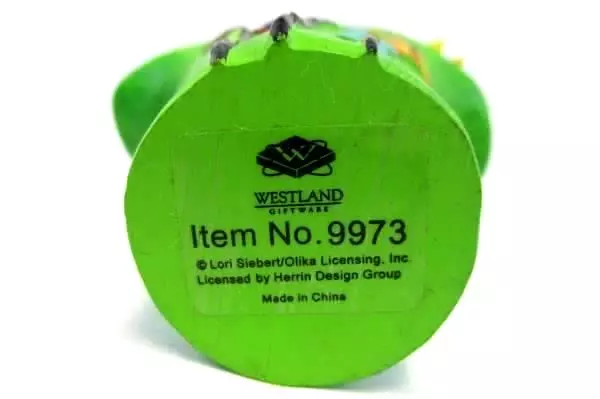 W
WESTLAND
GIFTWARE
Item No. 9973
© Lori Siebert/Olika Licensing, Inc.
Licensed by Herrin Design Group
Made in China